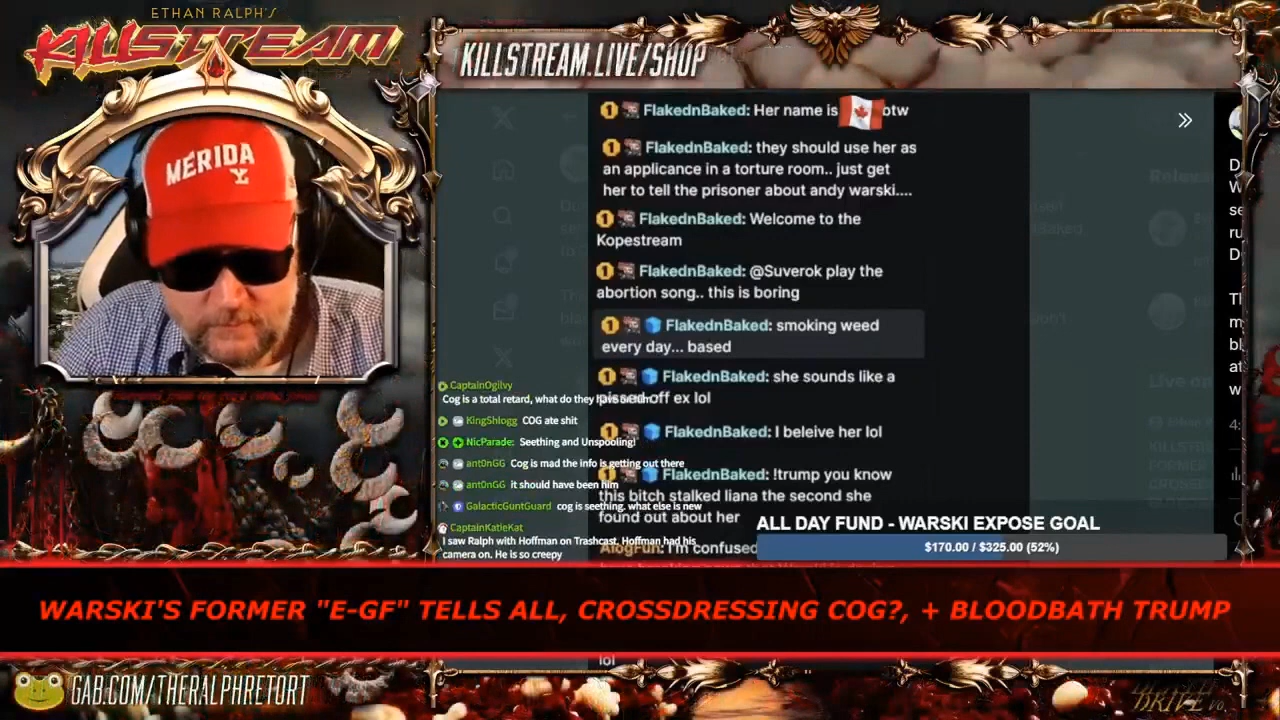 ETHAN RALPH'S
KILLSTREAM
KILLSTREAM.LIVE/SHOP
MERIDA
FlakednBaked: Her name is
otw
FlakednBaked: they should use her as
an applicance in a torture room.. just get
her to tell the prisoner about andy warski....
FlakednBaked: Welcome to the
Kopestream
FlakednBaked: @Suverok play the
abortion song.. this is boring
FlakednBaked: smoking weed
every day... based
FlakednBaked: she sounds like a
pissed off ex lol
FlakednBaked: I beleive her lol
FlakednBaked: !trump you know
this bitch stalked liana the second she
found out about her
AlogFun: I'm confused
lol
CaptainOgilvy
Cog is a total retard, what do they have
KingShlogg COG ate shit
NicParade: Seething and Unspooling!
ant0nGG Cog is mad the info is getting out there
ant0nGG it should have been him
GalacticGuntGuard cog is seething. what else is new
CaptainKatieKat
I saw Ralph with Hoffman on Trashcast. Hoffman had his
camera on. He is so creepy
ALL DAY FUND - WARSKI EXPOSE GOAL
$170.00 / $325.00 (52%)
WARSKI'S FORMER "E-GF" TELLS ALL, CROSSDRESSING COG?, + BLOODBATH TRUMP
GAB.COM/THERALPHRETORT